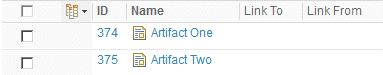 ID Name Link To Link From
374 Artifact One
375 Artifact Two